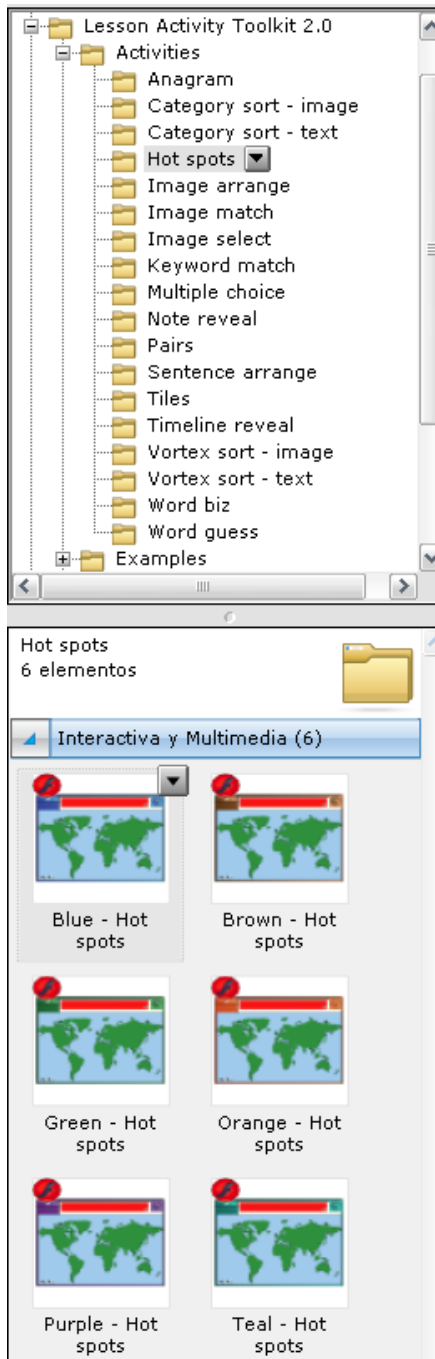 Lesson Activity Toolkit 2.0
Activities
Anagram
Category sort - image
Category sort - text
Hot spots
Image arrange
Image match
Image select
Keyword match
Multiple choice
Note reveal
Pairs
Sentence arrange
Tiles
Timeline reveal
Vortex sort - image
Vortex sort - text
Word biz
Word guess
Examples
Hot spots
6 elementos
Interactiva y Multimedia (6)
Blue - Hot
spots
Brown - Hot
spots
Green - Hot
spots
Orange - Hot
spots
Purple - Hot
spots
Teal - Hot
spots